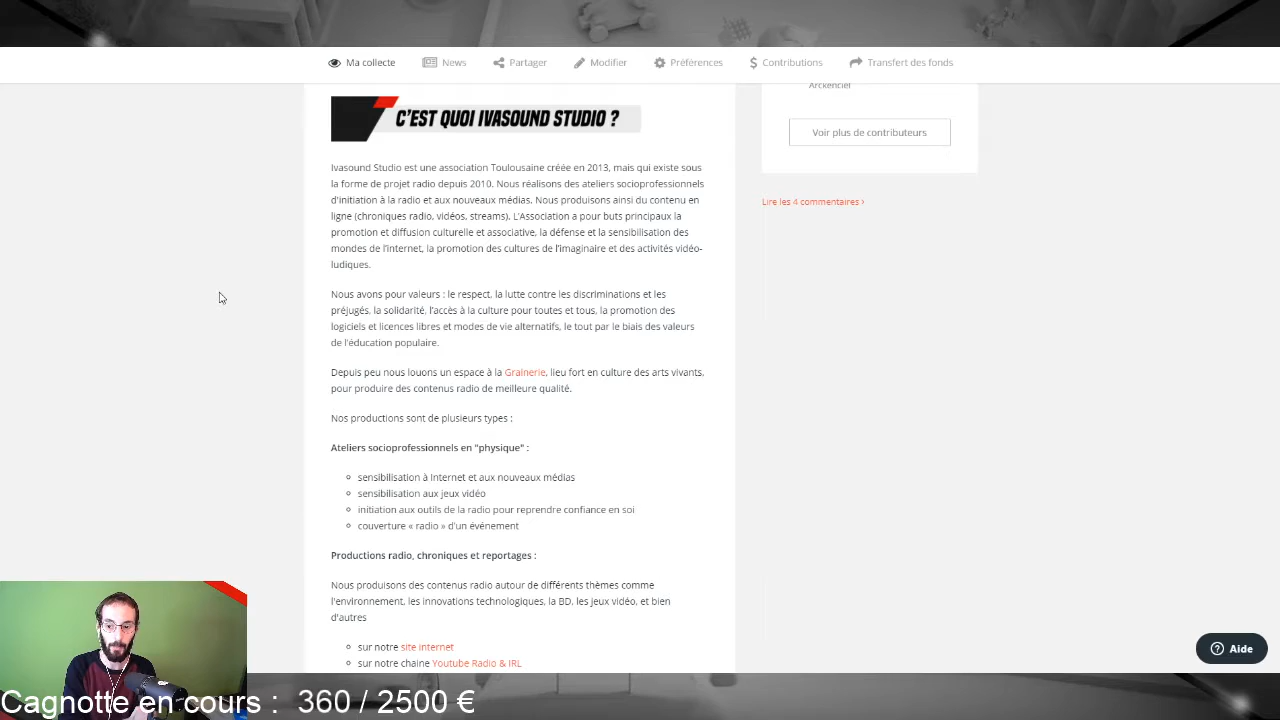 Ma collecte
News
Partager
Modifier
Préférences
Contributions
Transfert des fonds
Arckenciel
C'EST QUOI IVASOUND STUDIO ?
Voir plus de contributeurs
Ivasound Studio est une association Toulousaine créée en 2013, mais qui existe sous
la forme de projet radio depuis 2010. Nous réalisons des ateliers socioprofessionnels
d'initiation à la radio et aux nouveaux médias. Nous produisons ainsi du contenu en
ligne (chroniques radio, vidéos, streams). L'Association a pour buts principaux la
promotion et diffusion culturelle et associative, la défense et la sensibilisation des
mondes de l'internet, la promotion des cultures de l'imaginaire et des activités vidéo-
ludiques.
Lire les 4 commentaires ›
Nous avons pour valeurs : le respect, la lutte contre les discriminations et les
préjugés, la solidarité, l'accès à la culture pour toutes et tous, la promotion des
logiciels et licences libres et modes de vie alternatifs, le tout par le biais des valeurs
de l'éducation populaire.
Depuis peu nous louons un espace à la Grainerie, lieu fort en culture des arts vivants,
pour produire des contenus radio de meilleure qualité.
Nos productions sont de plusieurs types :
Ateliers socioprofessionnels en "physique" :
sensibilisation à Internet et aux nouveaux médias
sensibilisation aux jeux vidéo
initiation aux outils de la radio pour reprendre confiance en soi
couverture « radio » d'un événement
Productions radio, chroniques et reportages :
Nous produisons des contenus radio autour de différents thèmes comme
l'environnement, les innovations technologiques, la BD, les jeux vidéo, et bien
d'autres
sur notre site internet
sur notre chaine Youtube Radio & IRL
Aide
Cagnotte en cours : 360 / 2500 €